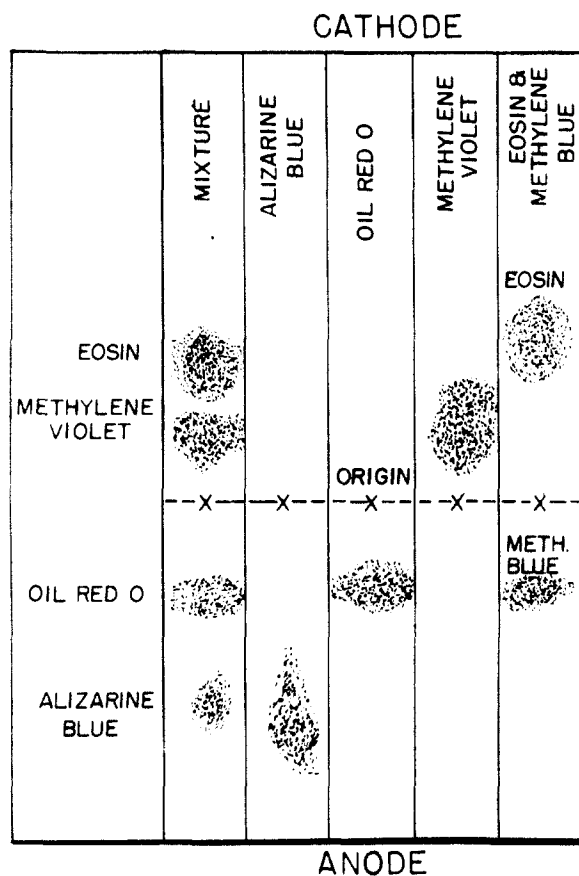 CATHODE
MIXTURE
ALIZARINE
BLUE
OIL RED O
METHYLENE
VIOLET
EOSIN &
METHYLENE
BLUE
EOSIN
EOSIN
METHYLENE
VIOLET
ORIGIN
X X X X X
METH.
BLUE
OIL RED O
ALIZARINE
BLUE
ANODE